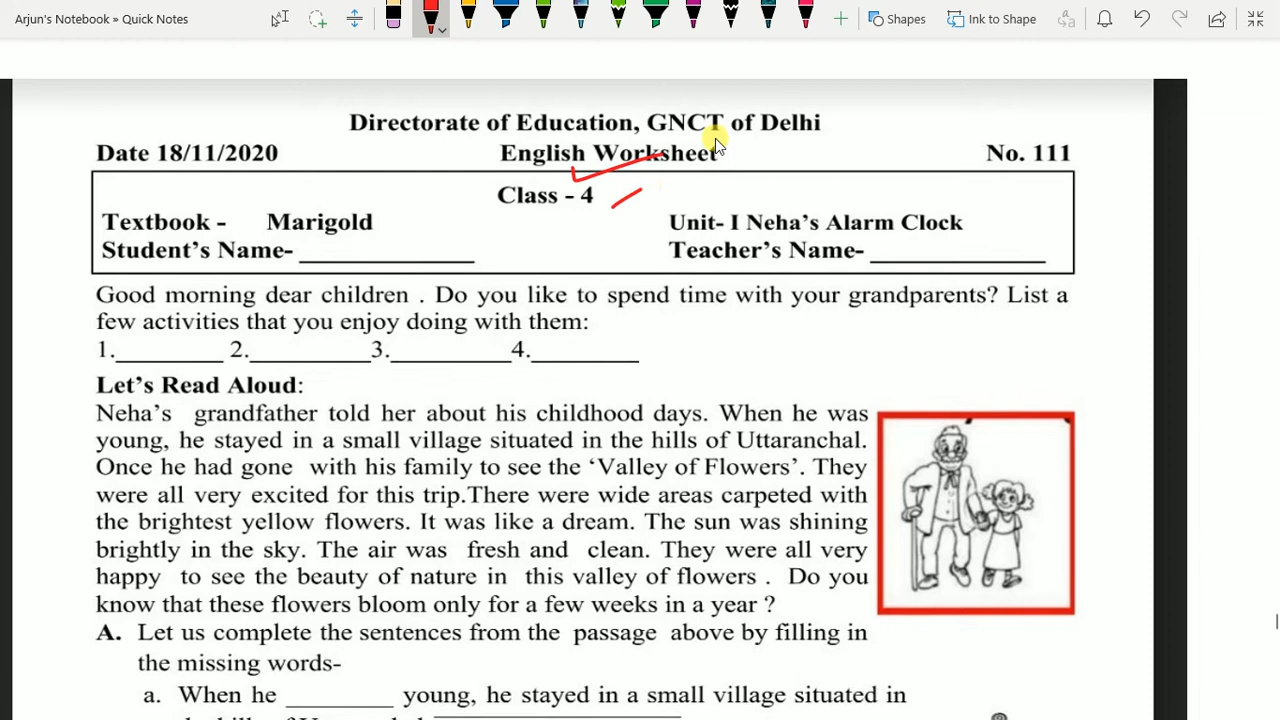 Arjun's Notebook » Quick Notes
Shapes
Ink to Shape
Directorate of Education, GNCT of Delhi
Date 18/11/2020 English Worksheet No. 111
Class - 4
Textbook - Marigold Unit- I Neha's Alarm Clock
Student's Name- ______________ Teacher's Name- ______________
Good morning dear children . Do you like to spend time with your grandparents? List a
few activities that you enjoy doing with them:
1.________ 2.________ 3.________ 4.________
Let's Read Aloud:
Neha's grandfather told her about his childhood days. When he was
young, he stayed in a small village situated in the hills of Uttaranchal.
Once he had gone with his family to see the 'Valley of Flowers'. They
were all very excited for this trip.There were wide areas carpeted with
the brightest yellow flowers. It was like a dream. The sun was shining
brightly in the sky. The air was fresh and clean. They were all very
happy to see the beauty of nature in this valley of flowers . Do you
know that these flowers bloom only for a few weeks in a year ?
A. Let us complete the sentences from the passage above by filling in
the missing words-
a. When he ________ young, he stayed in a small village situated in